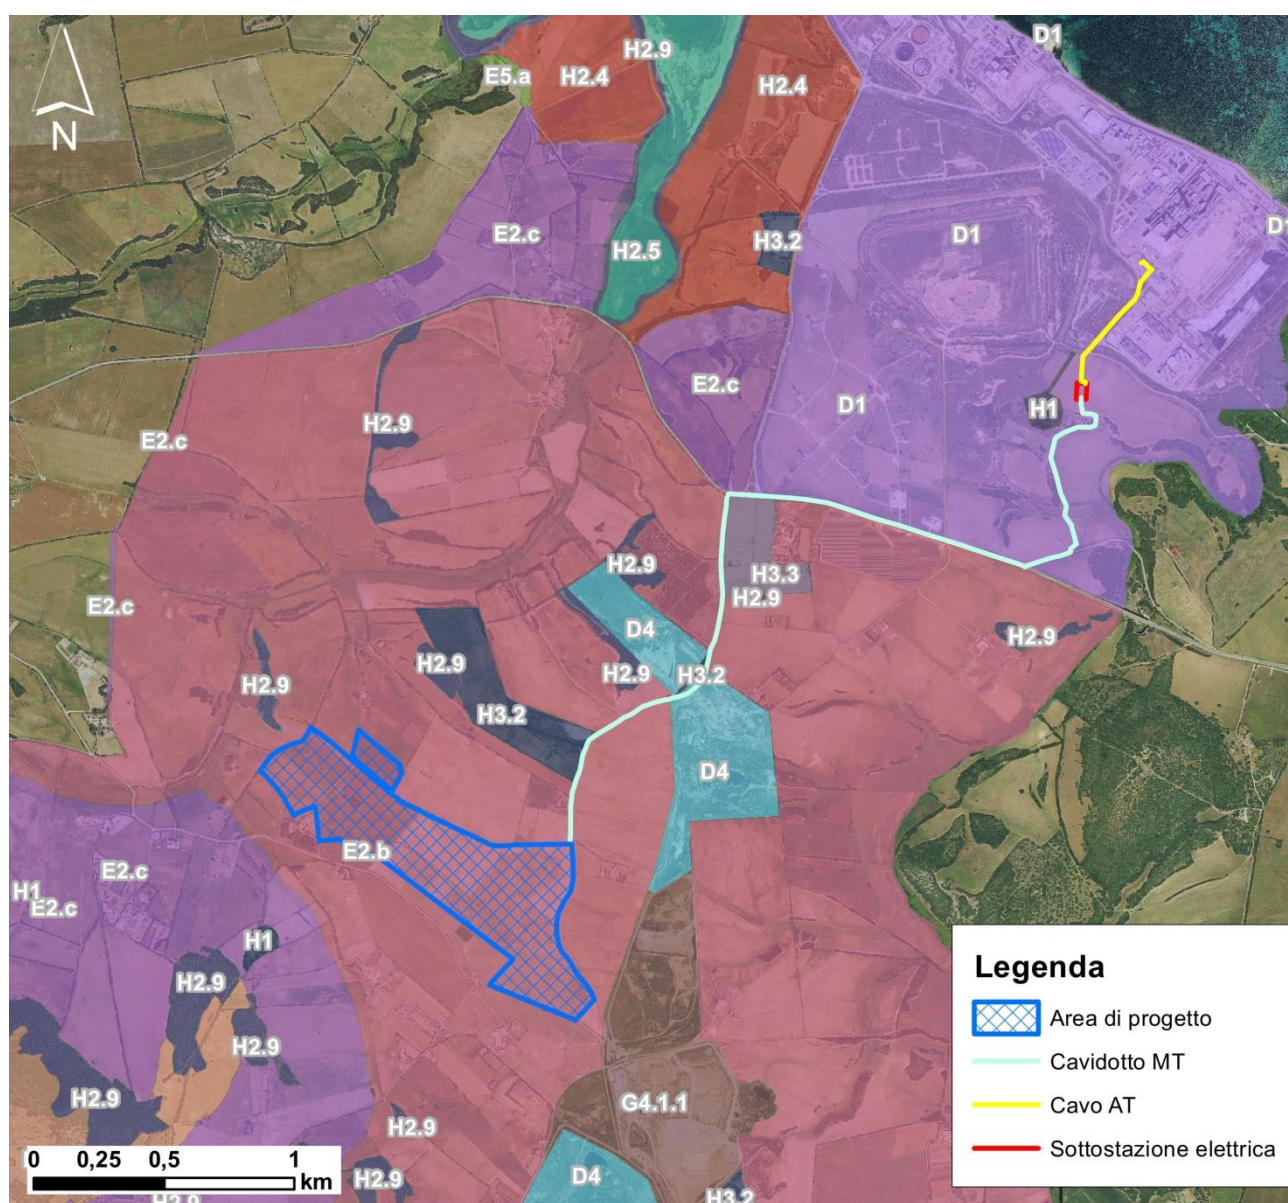 D1
H2.9
H2.4
H2.4
E5.a
N
E2.c
H2.5
H3.2
D1
D1
E2.c
D1
H1
H2.9
E2.c
H2.9
H3.3
H2.9
E2.c
D4
H2.9
H2.9
H2.9
H3.2
H2.9
H3.2
D4
E2.b
E2.c
H1
E2.c
H1
H2.9
H2.9
H2.9
G4.1.1
H2.9
D4
H2.9
H3.2
H2.9
0 0,25 0,5 1
km
Legenda
Area di progetto
Cavidotto MT
Cavo AT
Sottostazione elettrica